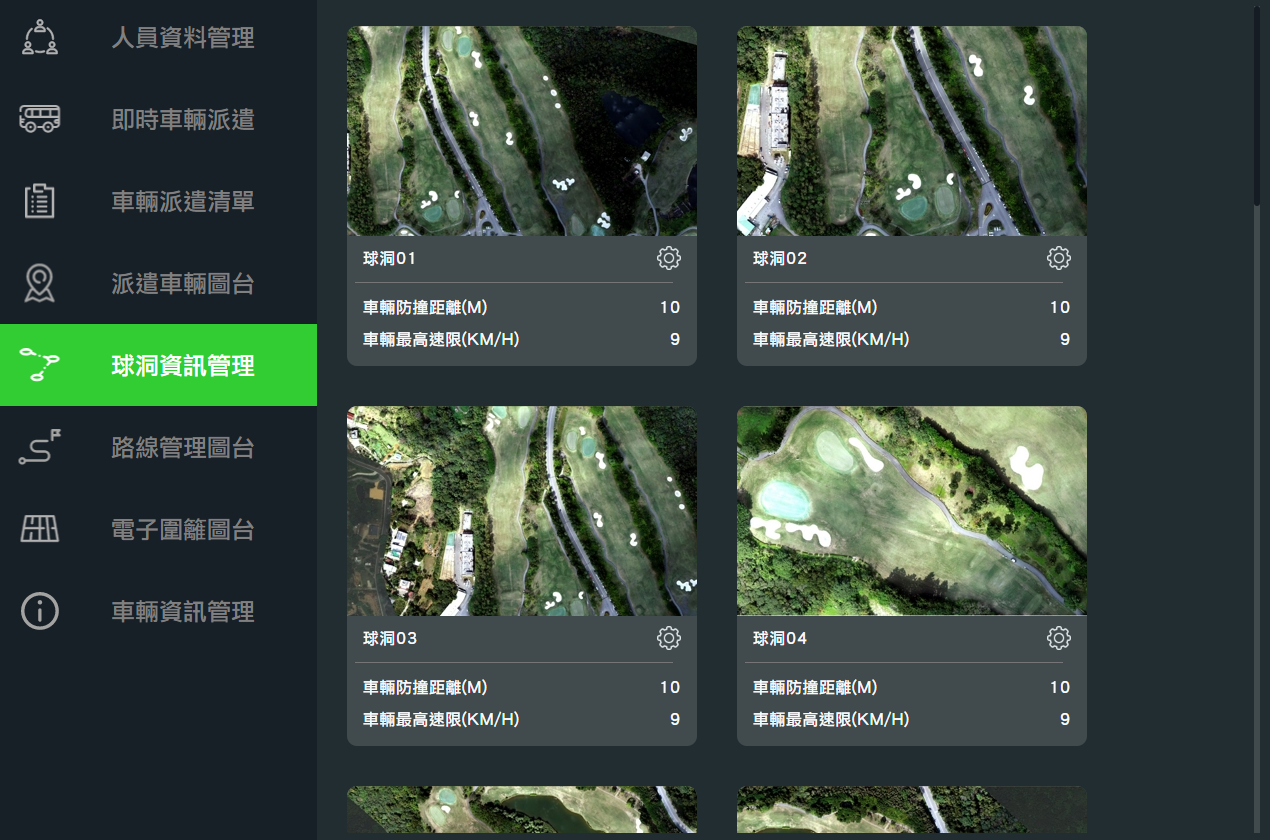 人員資料管理
即時車輛派遣
車輛派遣清單
派遣車輛圖台
球洞資訊管理
路線管理圖台
電子圍籬圖台
車輛資訊管理
球洞01
車輛防撞距離(M) 10
車輛最高速限(KM/H) 9
球洞02
車輛防撞距離(M) 10
車輛最高速限(KM/H) 9
球洞03
車輛防撞距離(M) 10
車輛最高速限(KM/H) 9
球洞04
車輛防撞距離(M) 10
車輛最高速限(KM/H) 9